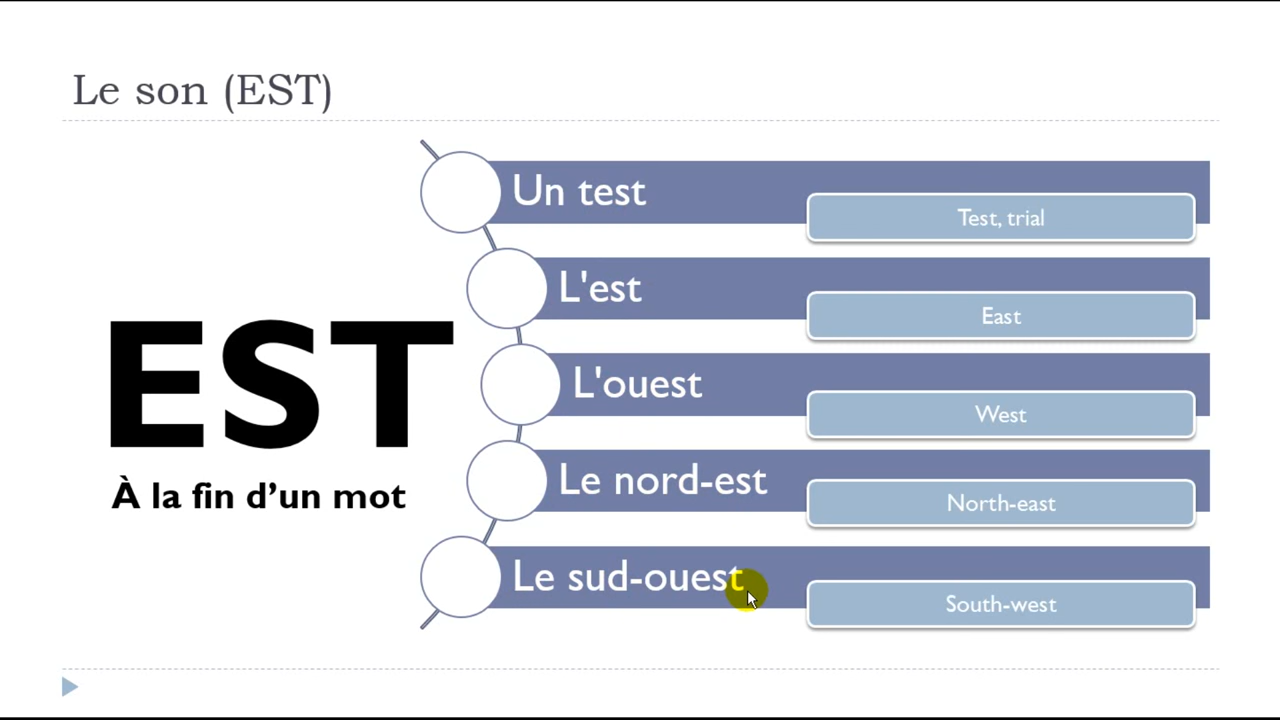 Le son (EST)
EST
À la fin d’un mot
Un test
Test, trial
L'est
East
L'ouest
West
Le nord-est
North-east
Le sud-ouest
South-west